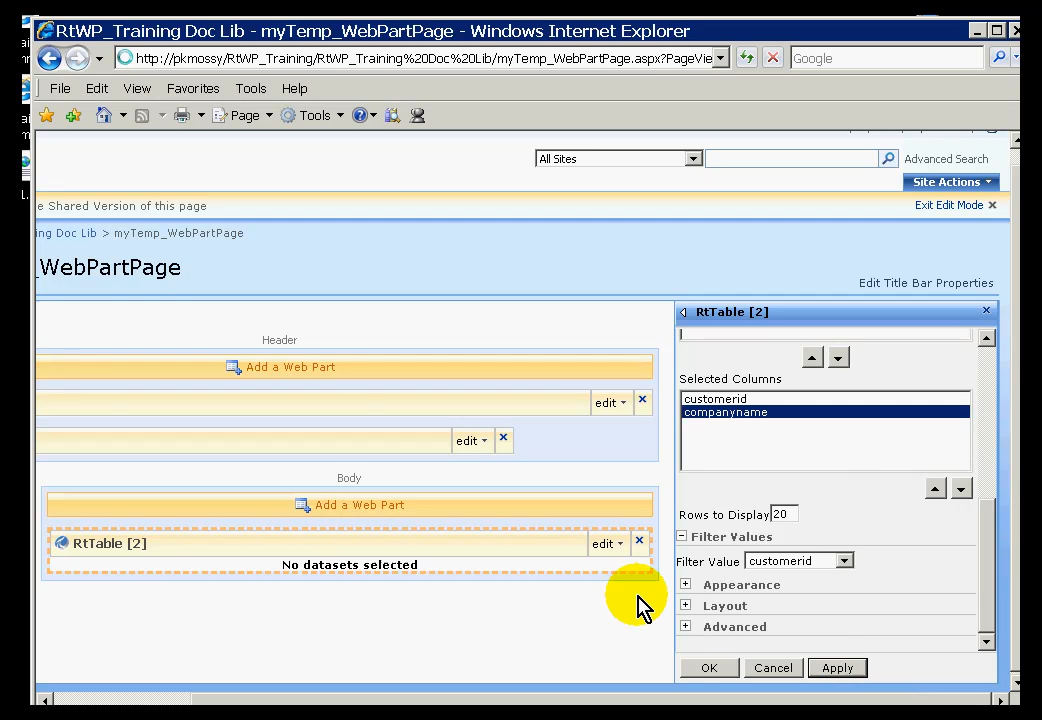 RtWP_Training Doc Lib - myTemp_WebPartPage - Windows Internet Explorer
http://pkmossy/RtWP_Training/RtWP_Training%20Doc%20Lib/myTemp_WebPartPage.aspx?PageVie
Google
File Edit View Favorites Tools Help
Page Tools
All Sites
Advanced Search
Site Actions
e Shared Version of this page
Exit Edit Mode
ing Doc Lib > myTemp_WebPartPage
_WebPartPage
Edit Title Bar Properties
RtTable [2]
Header
Add a Web Part
edit
edit
Body
Add a Web Part
RtTable [2]
edit
No datasets selected
Selected Columns
customerid
companyname
Rows to Display 20
Filter Values
Filter Value customerid
Appearance
Layout
Advanced
OK Cancel Apply